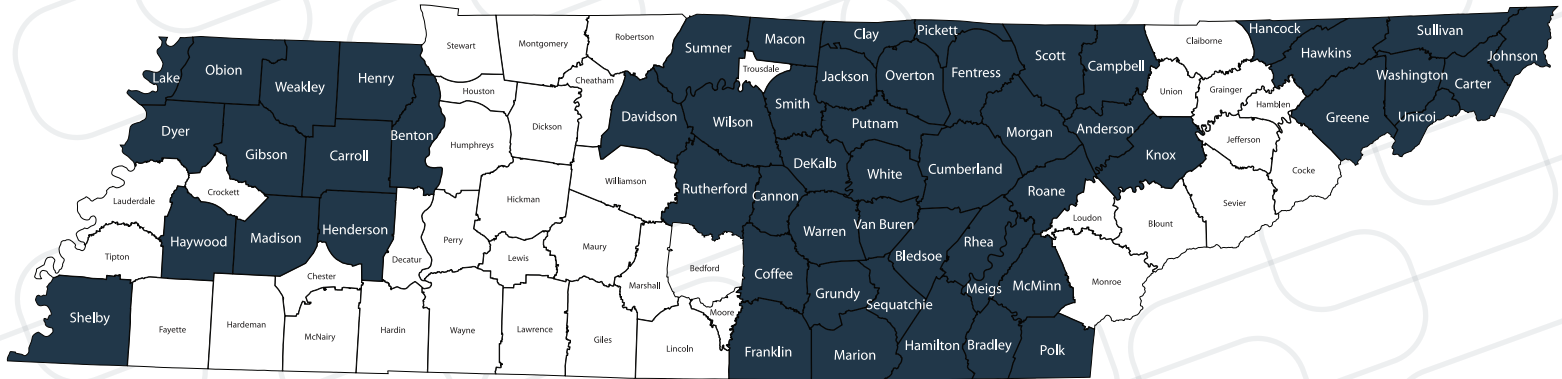 Stewart
Montgomery
Robertson
Sumner
Macon
Clay
Pickett
Scott
Campbell
Claiborne
Hancock
Hawkins
Sullivan
Johnson
Lake
Obion
Weakley
Henry
Houston
Cheatham
Trousdale
Jackson
Overton
Fentress
Union
Grainger
Hamblen
Washington
Carter
Dyer
Gibson
Carroll
Benton
Humphreys
Dickson
Davidson
Wilson
Smith
Putnam
Morgan
Anderson
Knox
Jefferson
Greene
Unicoi
Lauderdale
Crockett
Williamson
Rutherford
Cannon
DeKalb
White
Cumberland
Roane
Cocke
Sevier
Tipton
Haywood
Madison
Henderson
Decatur
Perry
Hickman
Lewis
Maury
Warren
Van Buren
Bledsoe
Rhea
Loudon
Blount
Chester
Marshall
Bedford
Coffee
Grundy
Sequatchie
Meigs
McMinn
Monroe
Shelby
Fayette
Hardeman
McNairy
Hardin
Wayne
Lawrence
Giles
Lincoln
Moore
Franklin
Marion
Hamilton
Bradley
Polk